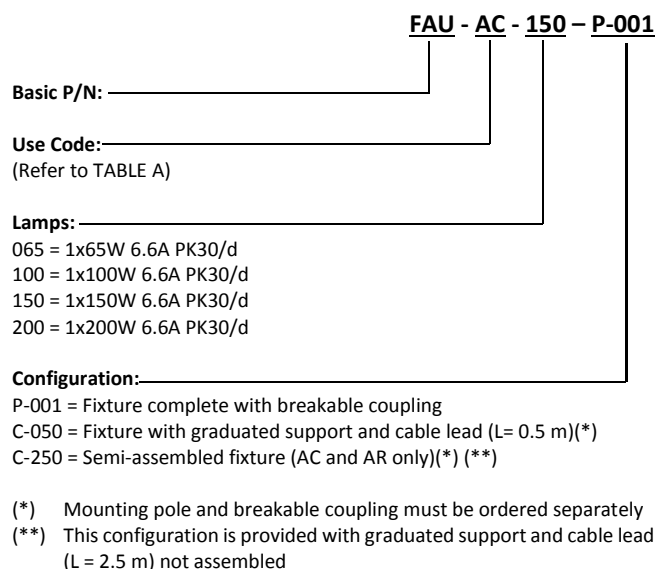 FAU - AC - 150 – P-001
Basic P/N:
Use Code:
(Refer to TABLE A)
Lamps:
065 = 1x65W 6.6A PK30/d
100 = 1x100W 6.6A PK30/d
150 = 1x150W 6.6A PK30/d
200 = 1x200W 6.6A PK30/d
Configuration:
P-001 = Fixture complete with breakable coupling
C-050 = Fixture with graduated support and cable lead (L= 0.5 m)(*)
C-250 = Semi-assembled fixture (AC and AR only)(*) (**)
(*) Mounting pole and breakable coupling must be ordered separately
(**) This configuration is provided with graduated support and cable lead
(L = 2.5 m) not assembled